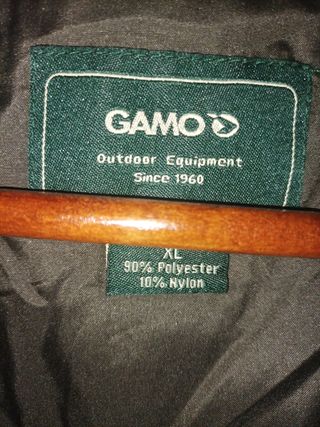 GAMO
Outdoor Equipment
Since 1960
XL
90% Polyester
10% Nylon